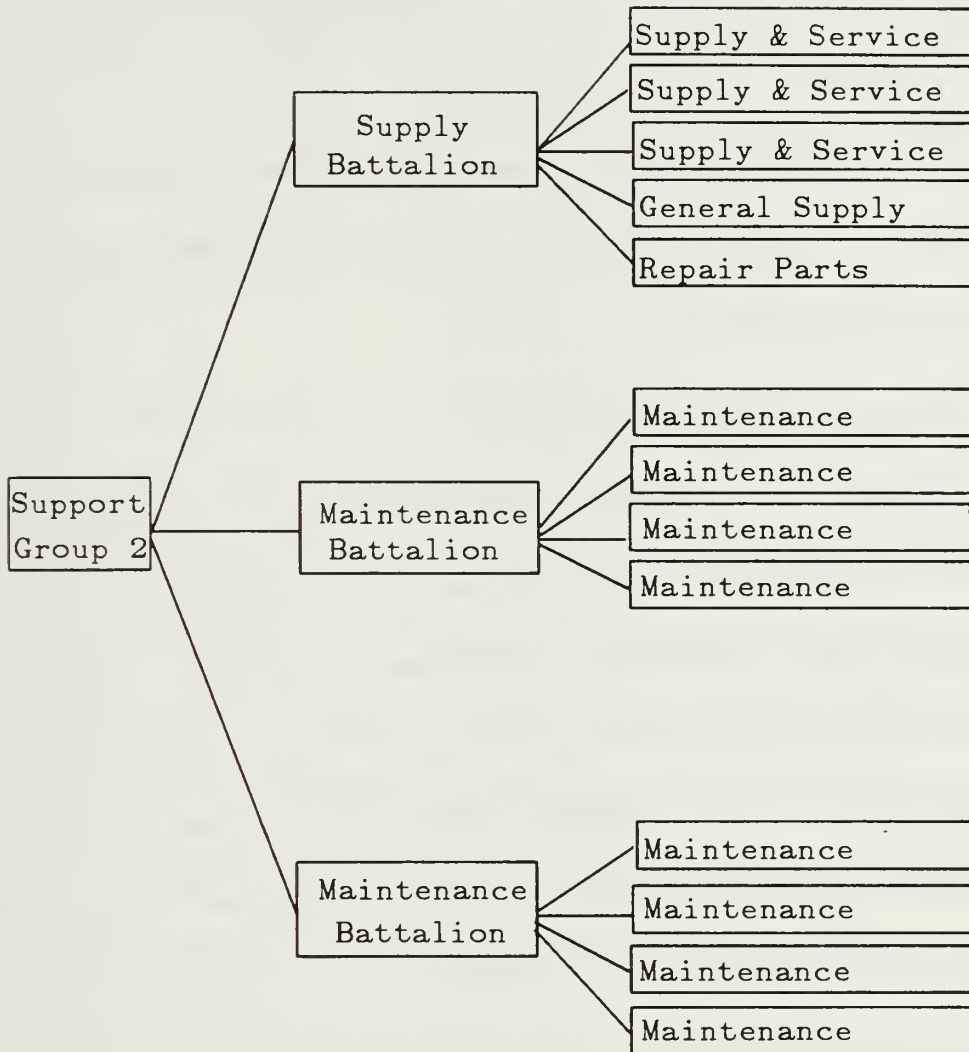 Supply & Service
Supply & Service
Supply & Service
General Supply
Repair Parts
Supply
Battalion
Maintenance
Maintenance
Maintenance
Maintenance
Support
Group 2
Maintenance
Battalion
Maintenance
Maintenance
Maintenance
Maintenance
Maintenance
Battalion